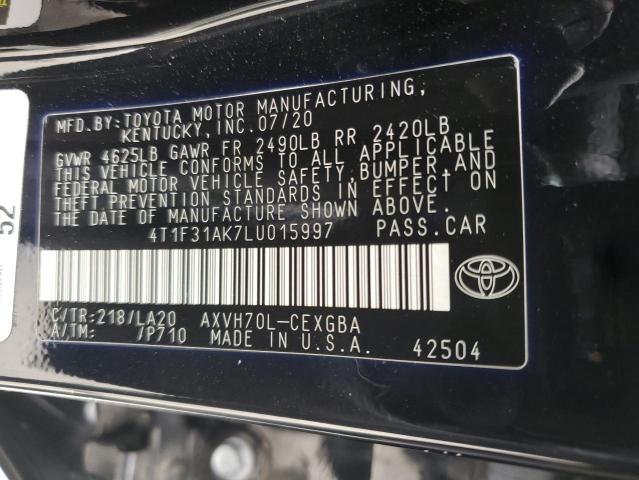 MFD.BY:TOYOTA MOTOR MANUFACTURING,
KENTUCKY,INC.07/20
GVWR 4625LB GAWR FR 2490LB RR 2420LB
THIS VEHICLE CONFORMS TO ALL APPLICABLE
FEDERAL MOTOR VEHICLE SAFETY,BUMPER,AND
THEFT PREVENTION STANDARDS IN EFFECT ON
THE DATE OF MANUFACTURE SHOWN ABOVE.
4T1F31AK7LU015997 PASS.CAR
C/TR:218/LA20 AXVH70L-CEXGBA
A/TM: /P710 MADE IN U.S.A.
42504
52